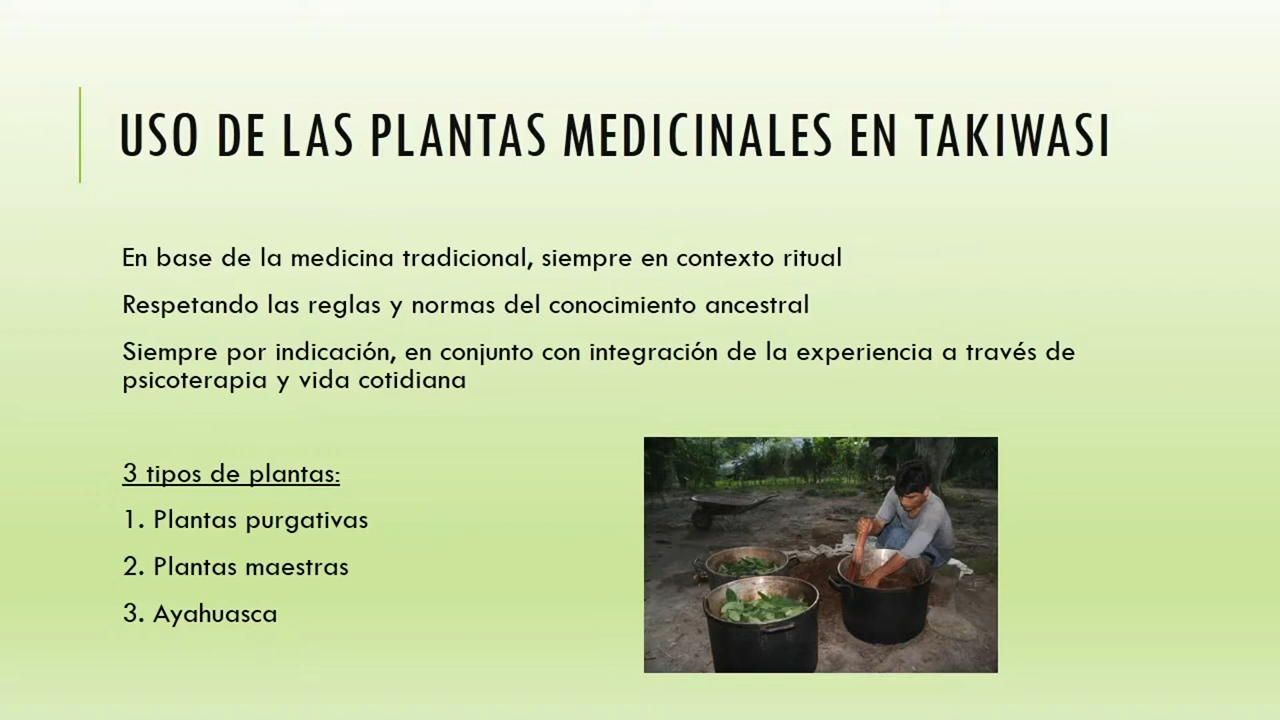 USO DE LAS PLANTAS MEDICINALES EN TAKIWASI
En base de la medicina tradicional, siempre en contexto ritual
Respetando las reglas y normas del conocimiento ancestral
Siempre por indicación, en conjunto con integración de la experiencia a través de
psicoterapia y vida cotidiana
3 tipos de plantas:
1. Plantas purgativas
2. Plantas maestras
3. Ayahuasca